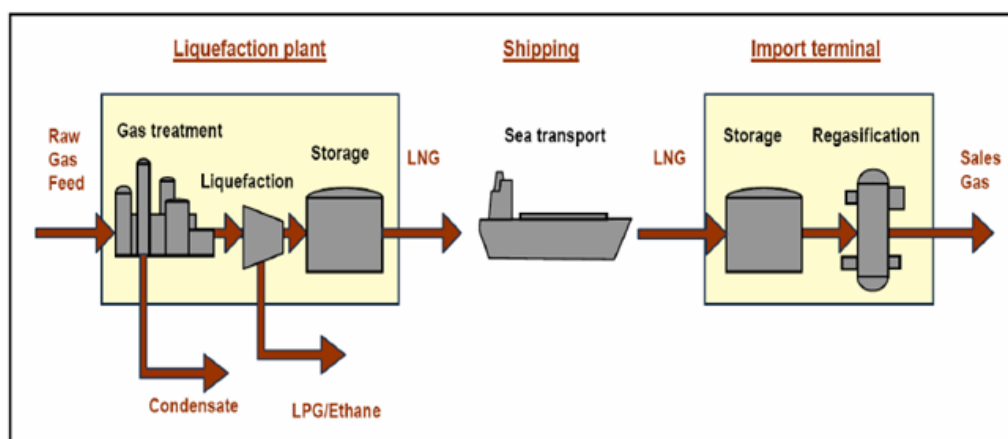 Liquefaction plant
Shipping
Import terminal
Raw
Gas
Feed
Gas treatment
Liquefaction
Storage
LNG
Sea transport
LNG
Storage
Regasification
Sales
Gas
Condensate
LPG/Ethane